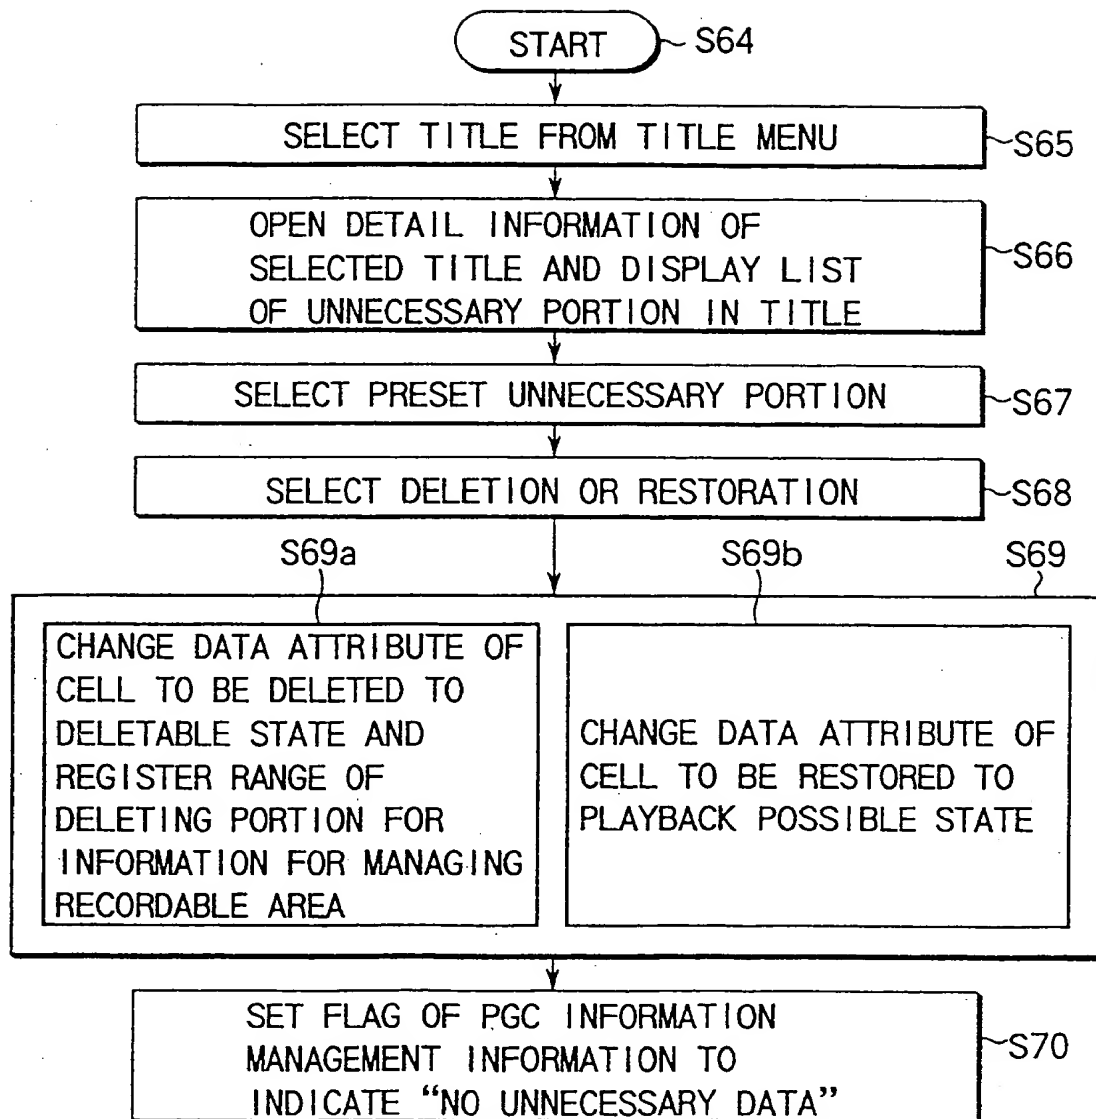 START
S64
SELECT TITLE FROM TITLE MENU
S65
OPEN DETAIL INFORMATION OF
SELECTED TITLE AND DISPLAY LIST
OF UNNECESSARY PORTION IN TITLE
S66
SELECT PRESET UNNECESSARY PORTION
S67
SELECT DELETION OR RESTORATION
S68
S69a
S69b
S69
CHANGE DATA ATTRIBUTE OF
CELL TO BE DELETED TO
DELETABLE STATE AND
REGISTER RANGE OF
DELETING PORTION FOR
INFORMATION FOR MANAGING
RECORDABLE AREA
CHANGE DATA ATTRIBUTE OF
CELL TO BE RESTORED TO
PLAYBACK POSSIBLE STATE
SET FLAG OF PGC INFORMATION
MANAGEMENT INFORMATION TO
INDICATE “NO UNNECESSARY DATA”
S70